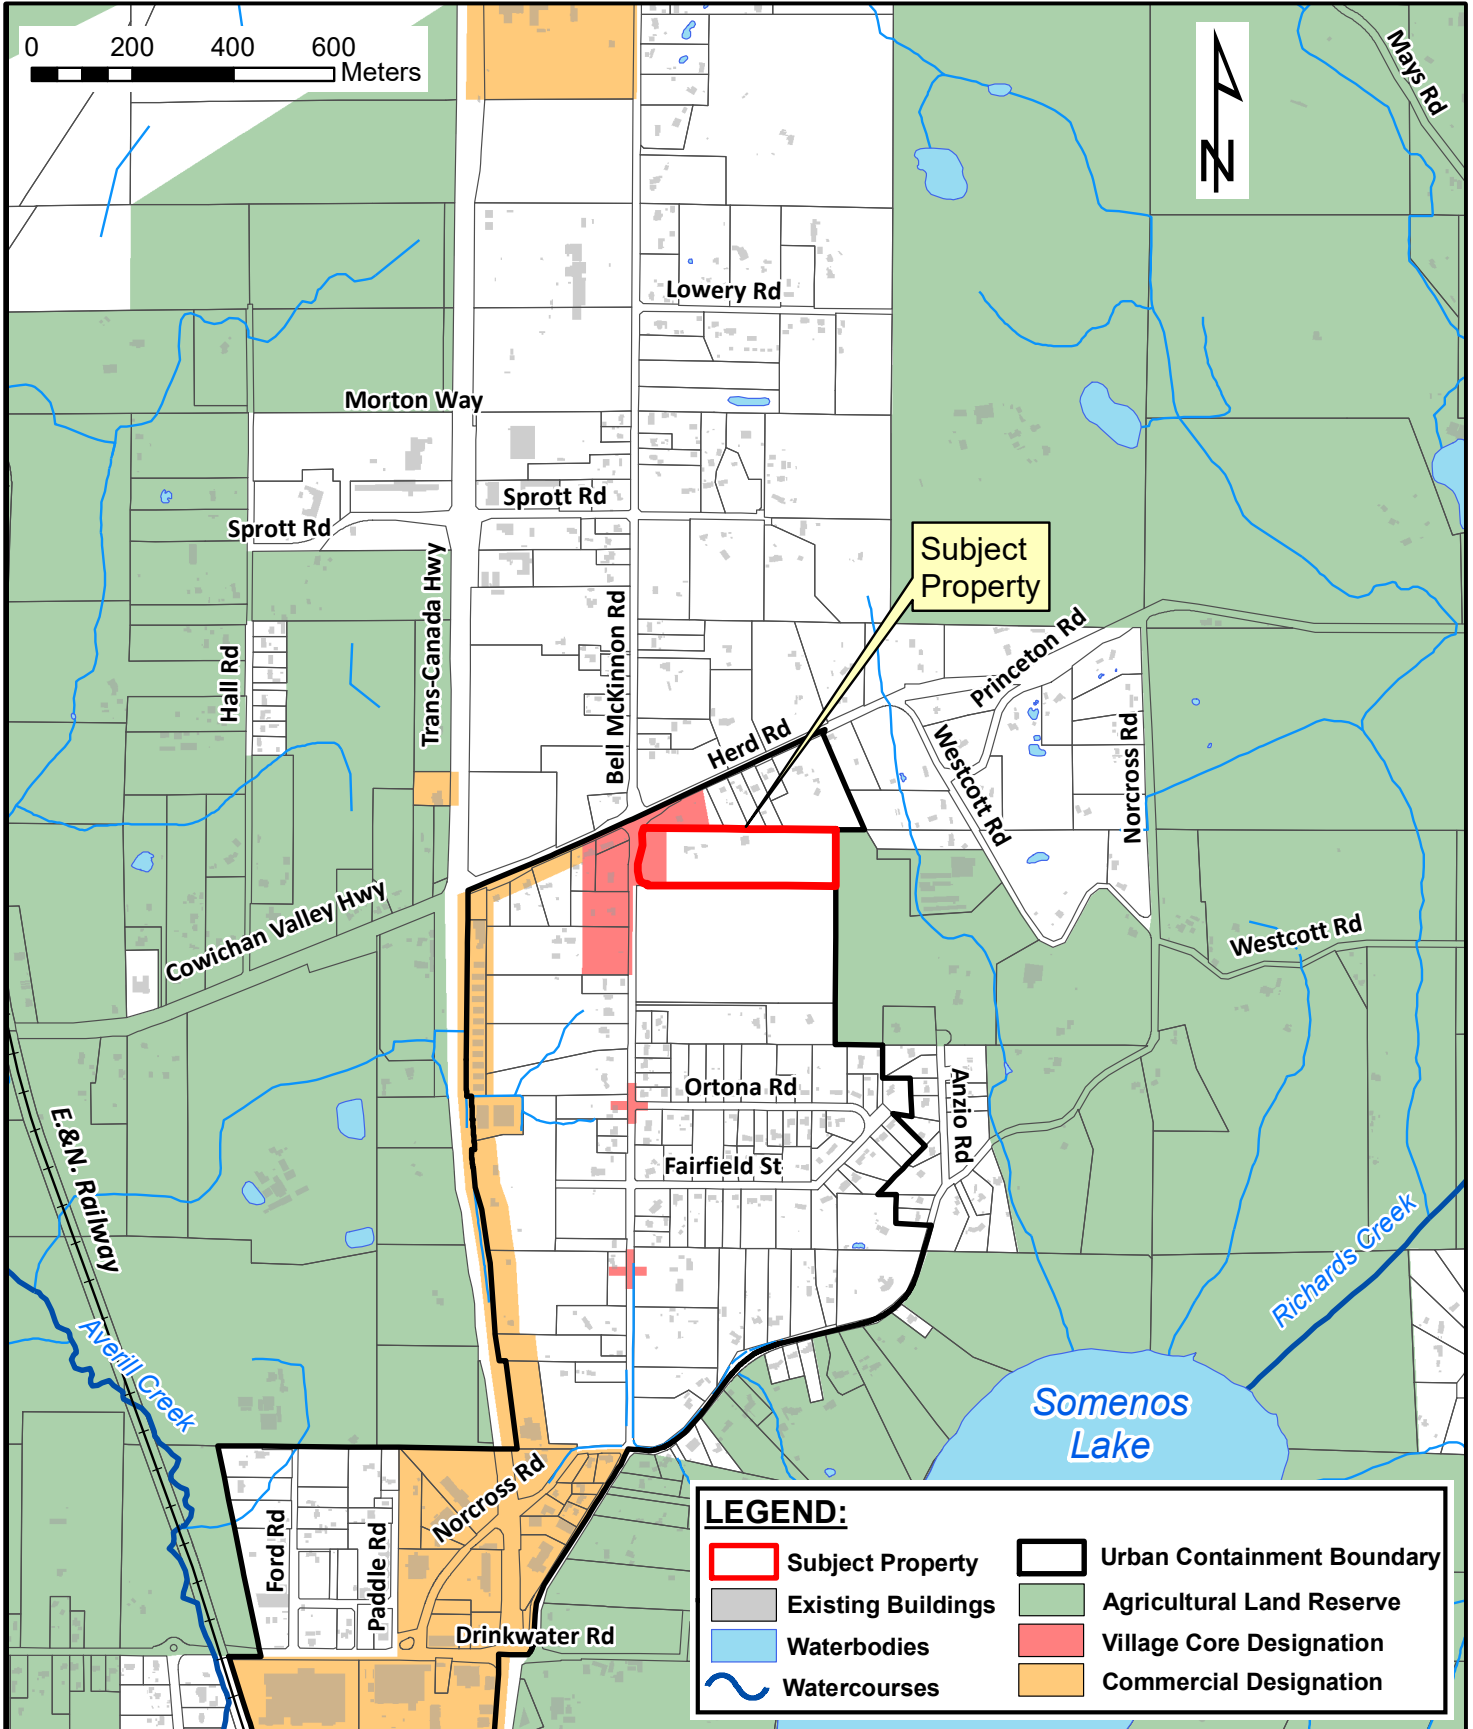 0 200 400 600
Meters
N
Mays Rd
Lowery Rd
Morton Way
Sprott Rd
Sprott Rd
Subject
Property
Trans-Canada Hwy
Bell McKinnon Rd
Hall Rd
Princeton Rd
Herd Rd
Westcott Rd
Norcross Rd
Cowichan Valley Hwy
Westcott Rd
Ortona Rd
Anzio Rd
Fairfield St
E.&N. Railway
Richards Creek
Averill Creek
Somenos
Lake
Norcross Rd
Ford Rd
Paddle Rd
Drinkwater Rd
LEGEND:
Subject Property
Existing Buildings
Waterbodies
Watercourses
Urban Containment Boundary
Agricultural Land Reserve
Village Core Designation
Commercial Designation